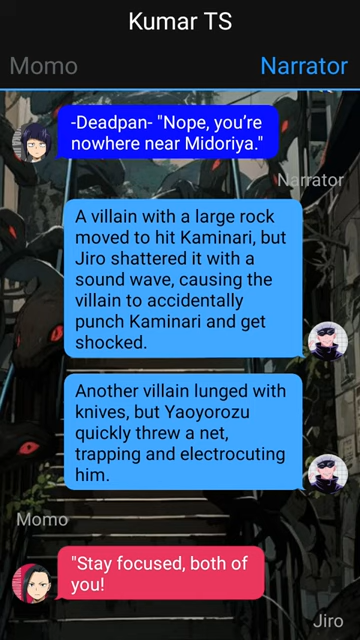 Kumar TS
Momo
Narrator
-Deadpan- "Nope, you're
nowhere near Midoriya."
Narrator
A villain with a large rock
moved to hit Kaminari, but
Jiro shattered it with a
sound wave, causing the
villain to accidentally
punch Kaminari and get
shocked.
Another villain lunged with
knives, but Yaoyorozu
quickly threw a net,
trapping and electrocuting
him.
Momo
"Stay focused, both of
you!
Jiro